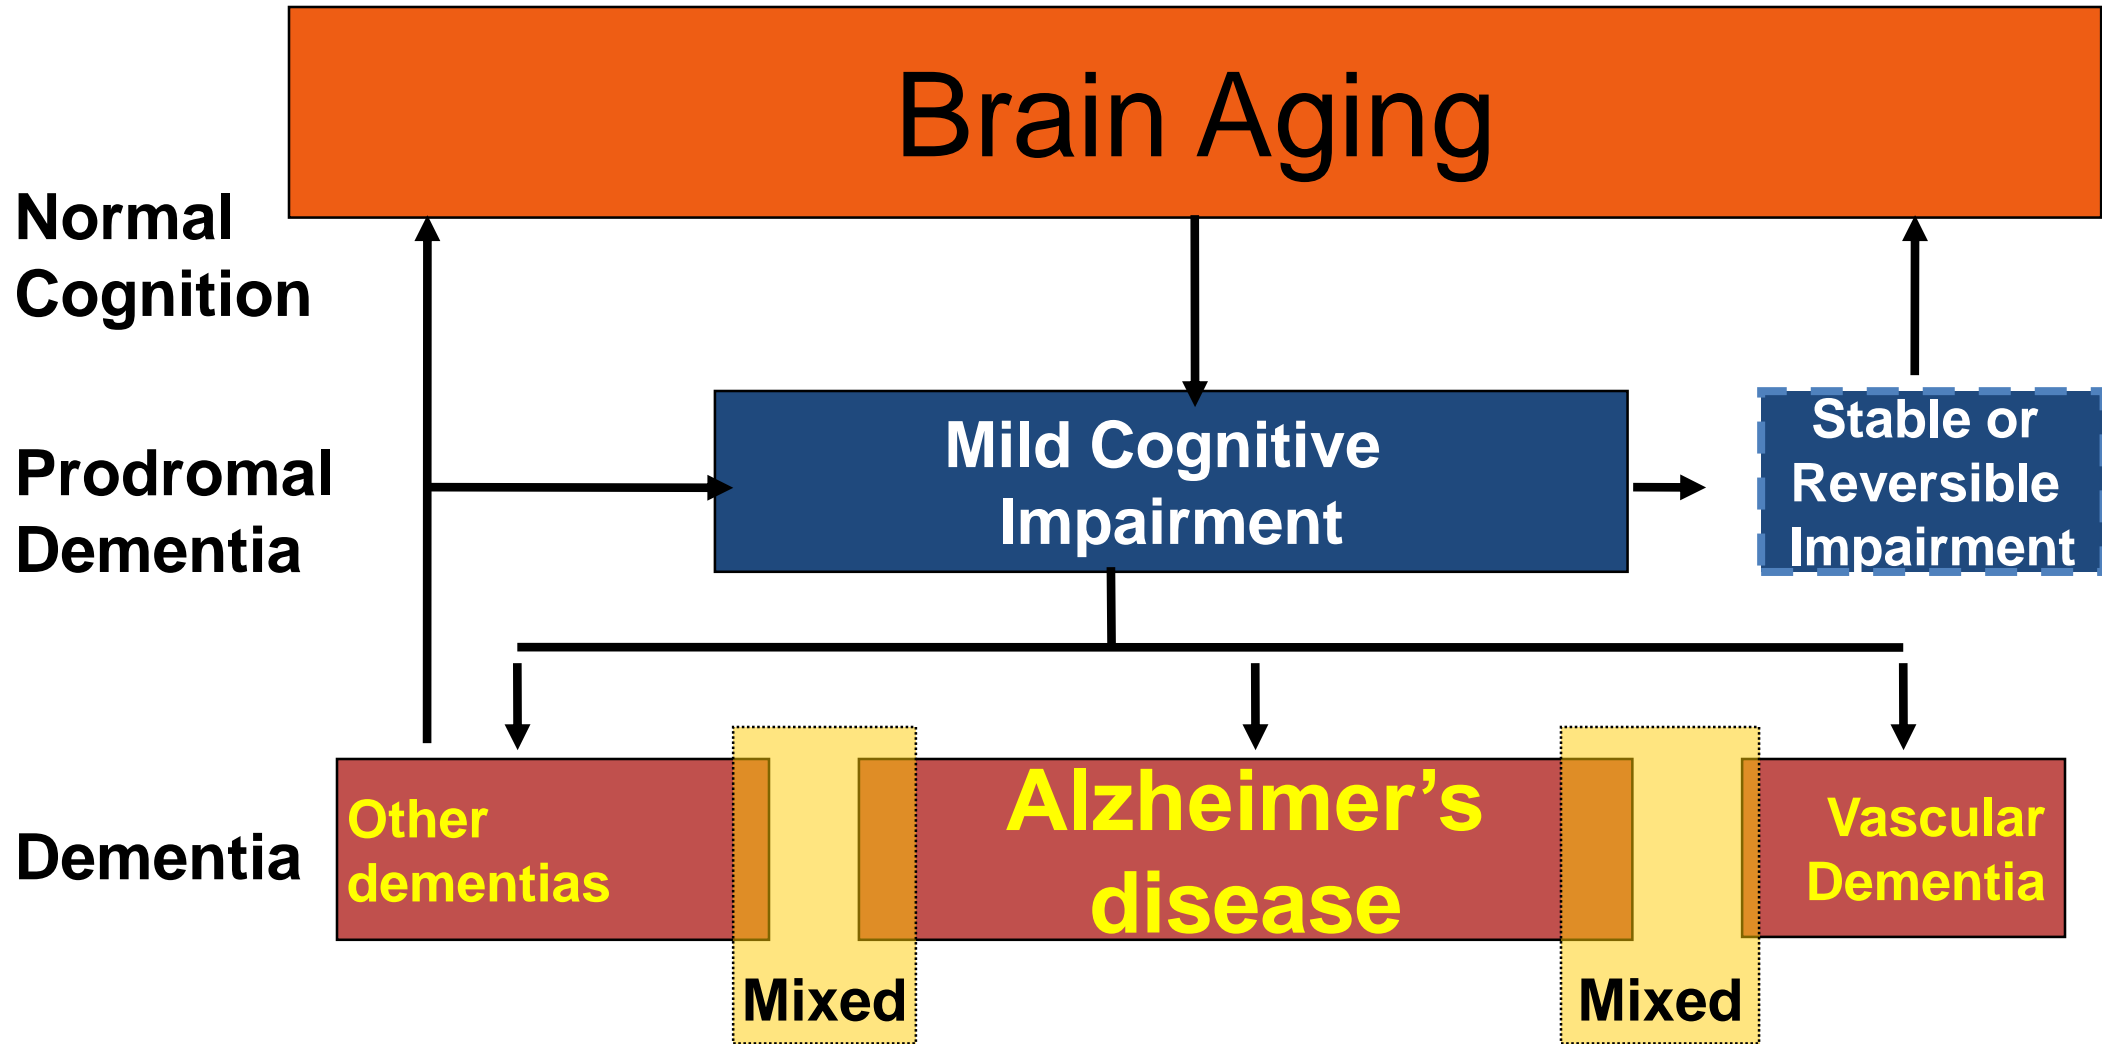 Brain Aging
Normal
Cognition
Prodromal
Dementia
Mild Cognitive
Impairment
Stable or
Reversible
Impairment
Dementia
Other
dementias
Alzheimer’s
disease
Vascular
Dementia
Mixed
Mixed